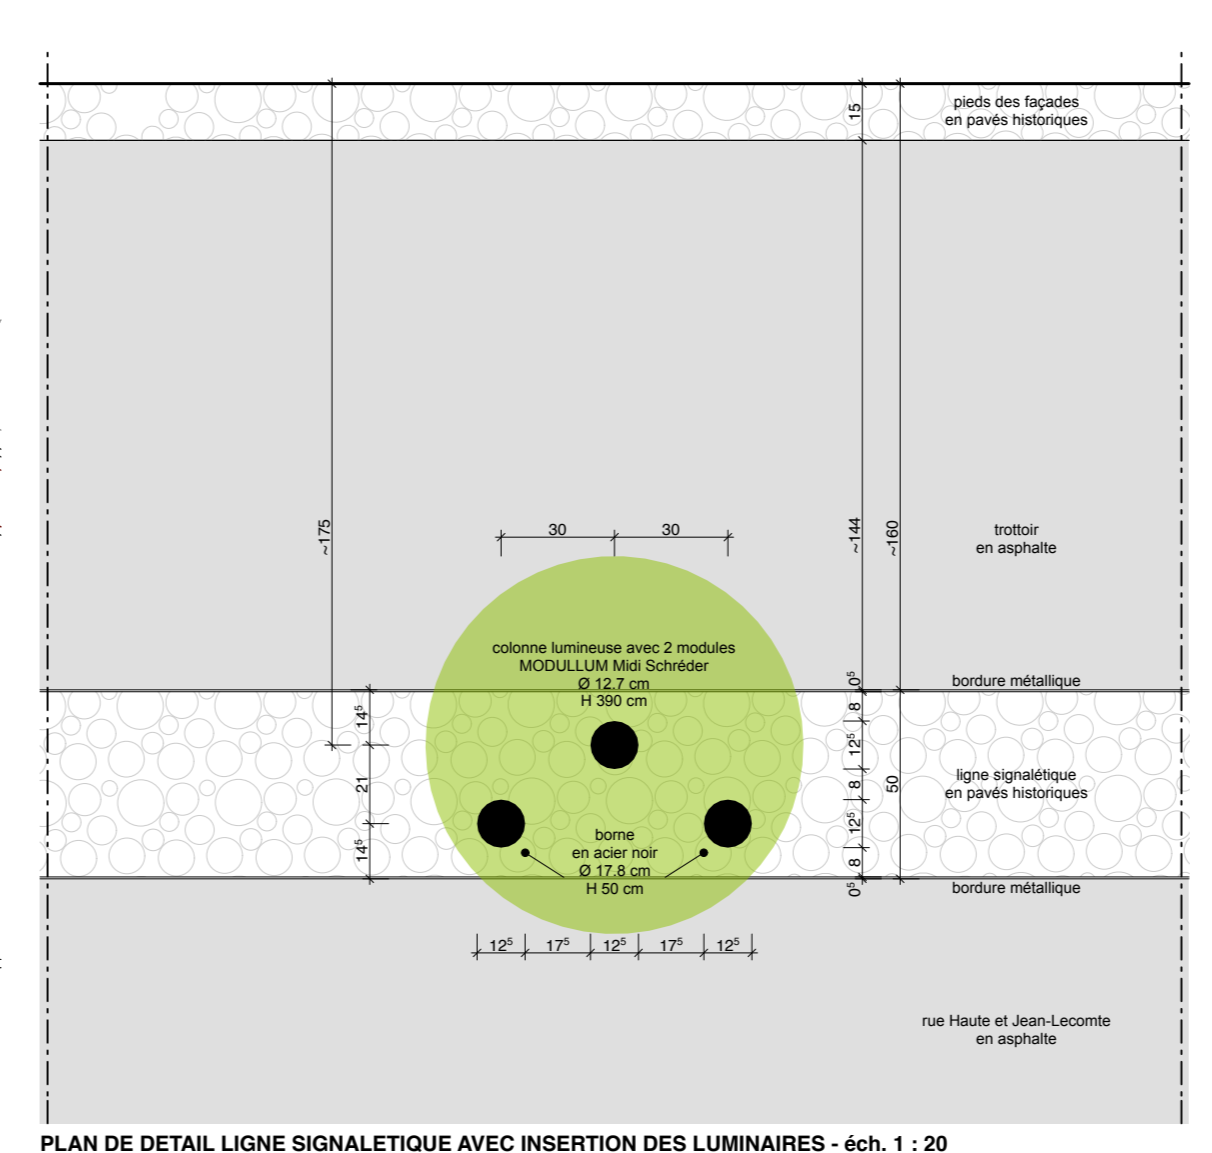 pieds des façades
en pavés historiques
15
~175
30
30
~144
~160
trottoir
en asphalte
colonne lumineuse avec 2 modules
MODULLUM Midi Schréder
Ø 12.7 cm
H 390 cm
bordure métallique
0⁵
14⁵
8
12⁵
21
8
50
ligne signalétique
en pavés historiques
12⁵
14⁵
8
borne
en acier noir
Ø 17.8 cm
H 50 cm
0⁵
bordure métallique
12⁵
17⁵
12⁵
17⁵
12⁵
rue Haute et Jean-Lecomte
en asphalte
PLAN DE DETAIL LIGNE SIGNALETIQUE AVEC INSERTION DES LUMINAIRES - éch. 1 : 20